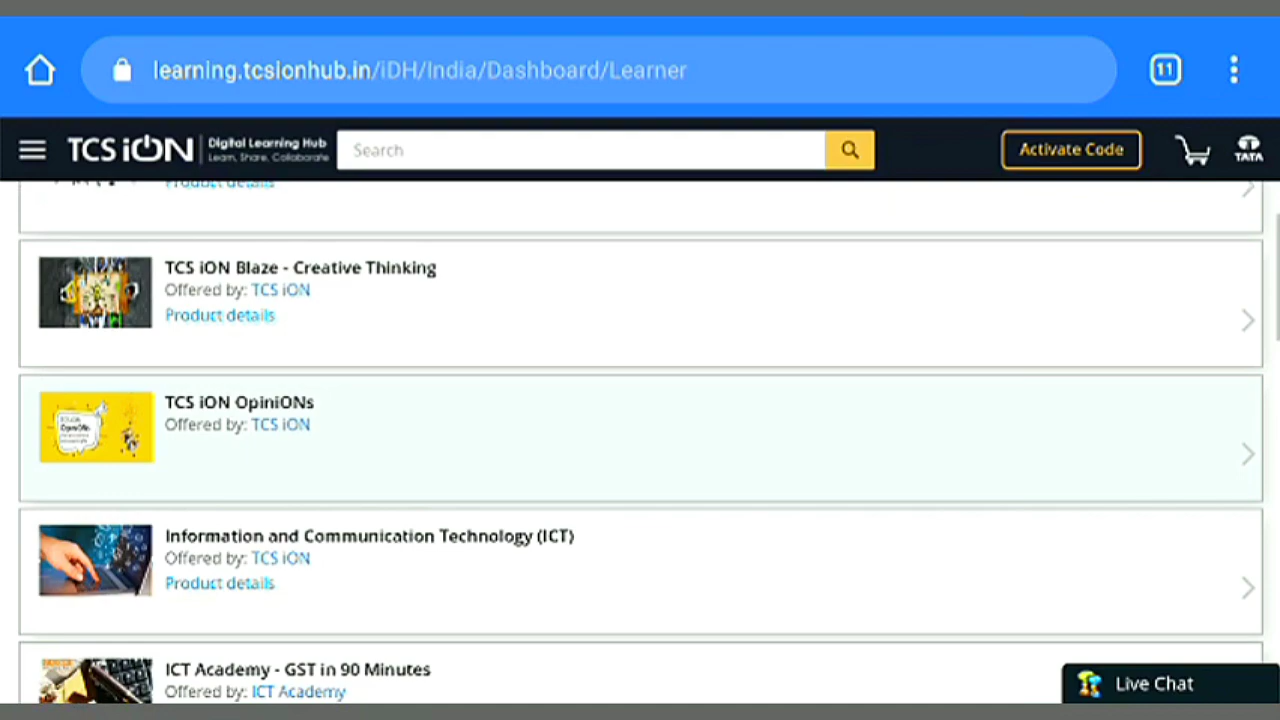 learning.tcsionhub.in/iDH/India/Dashboard/Learner
11
TCS iON
Digital Learning Hub
Learn. Share. Collaborate
Search
Activate Code
TATA
Product details
TCS iON Blaze - Creative Thinking
Offered by: TCS iON
Product details
TCS iON OpiniONs
Offered by: TCS iON
Information and Communication Technology (ICT)
Offered by: TCS iON
Product details
ICT Academy - GST in 90 Minutes
Offered by: ICT Academy
Live Chat